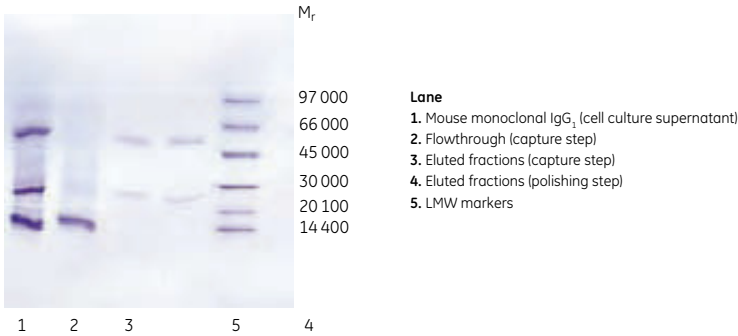 Mr
97 000
66 000
45 000
30 000
20 100
14 400
1 2 3 5 4
Lane
1. Mouse monoclonal IgG1 (cell culture supernatant)
2. Flowthrough (capture step)
3. Eluted fractions (capture step)
4. Eluted fractions (polishing step)
5. LMW markers